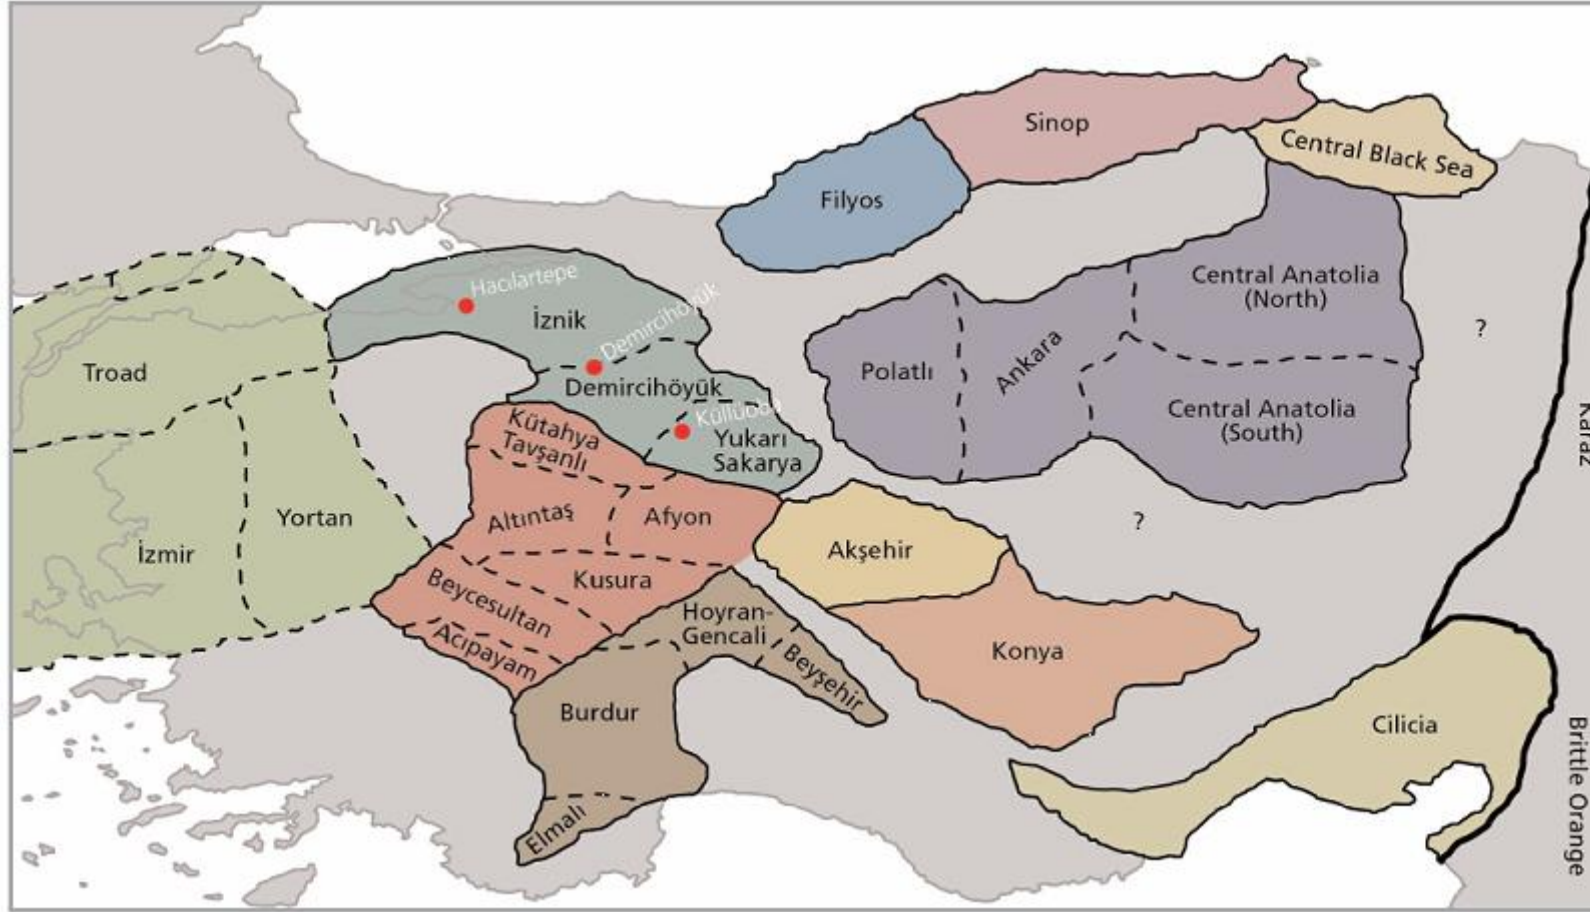 Sinop
Central Black Sea
Filyos
Hacılartepe
İznik
Central Anatolia
(North)
?
Demircihöyük
Troad
Demircihöyük
Polatlı
Ankara
Küllüoba
Kütahya
Tavşanlı
Yukarı
Sakarya
Central Anatolia
(South)
Karaz
Altıntaş
Afyon
Yortan
?
İzmir
Akşehir
Kusura
Beycesultan
Hoyran-
Gencali
Acıpayam
Beyşehir
Konya
Burdur
Cilicia
Brittle Orange
Elmalı